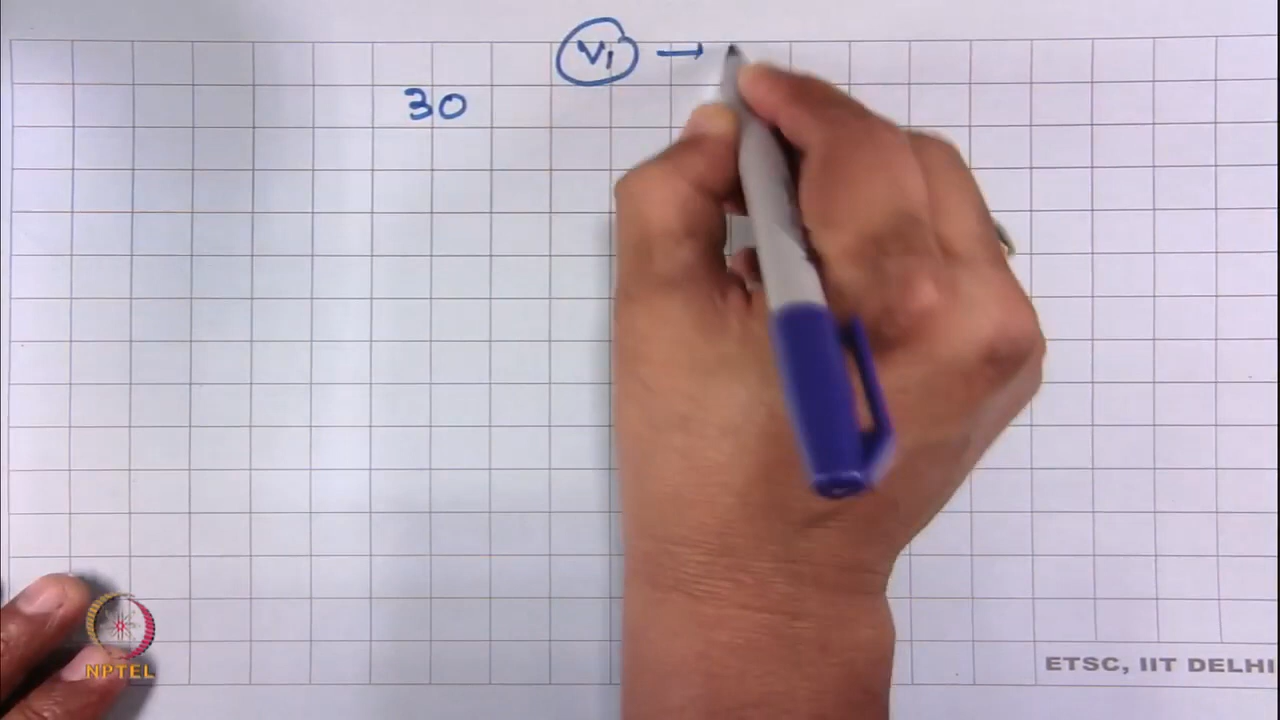 V1 →
30
NPTEL
ETSC, IIT DELHI